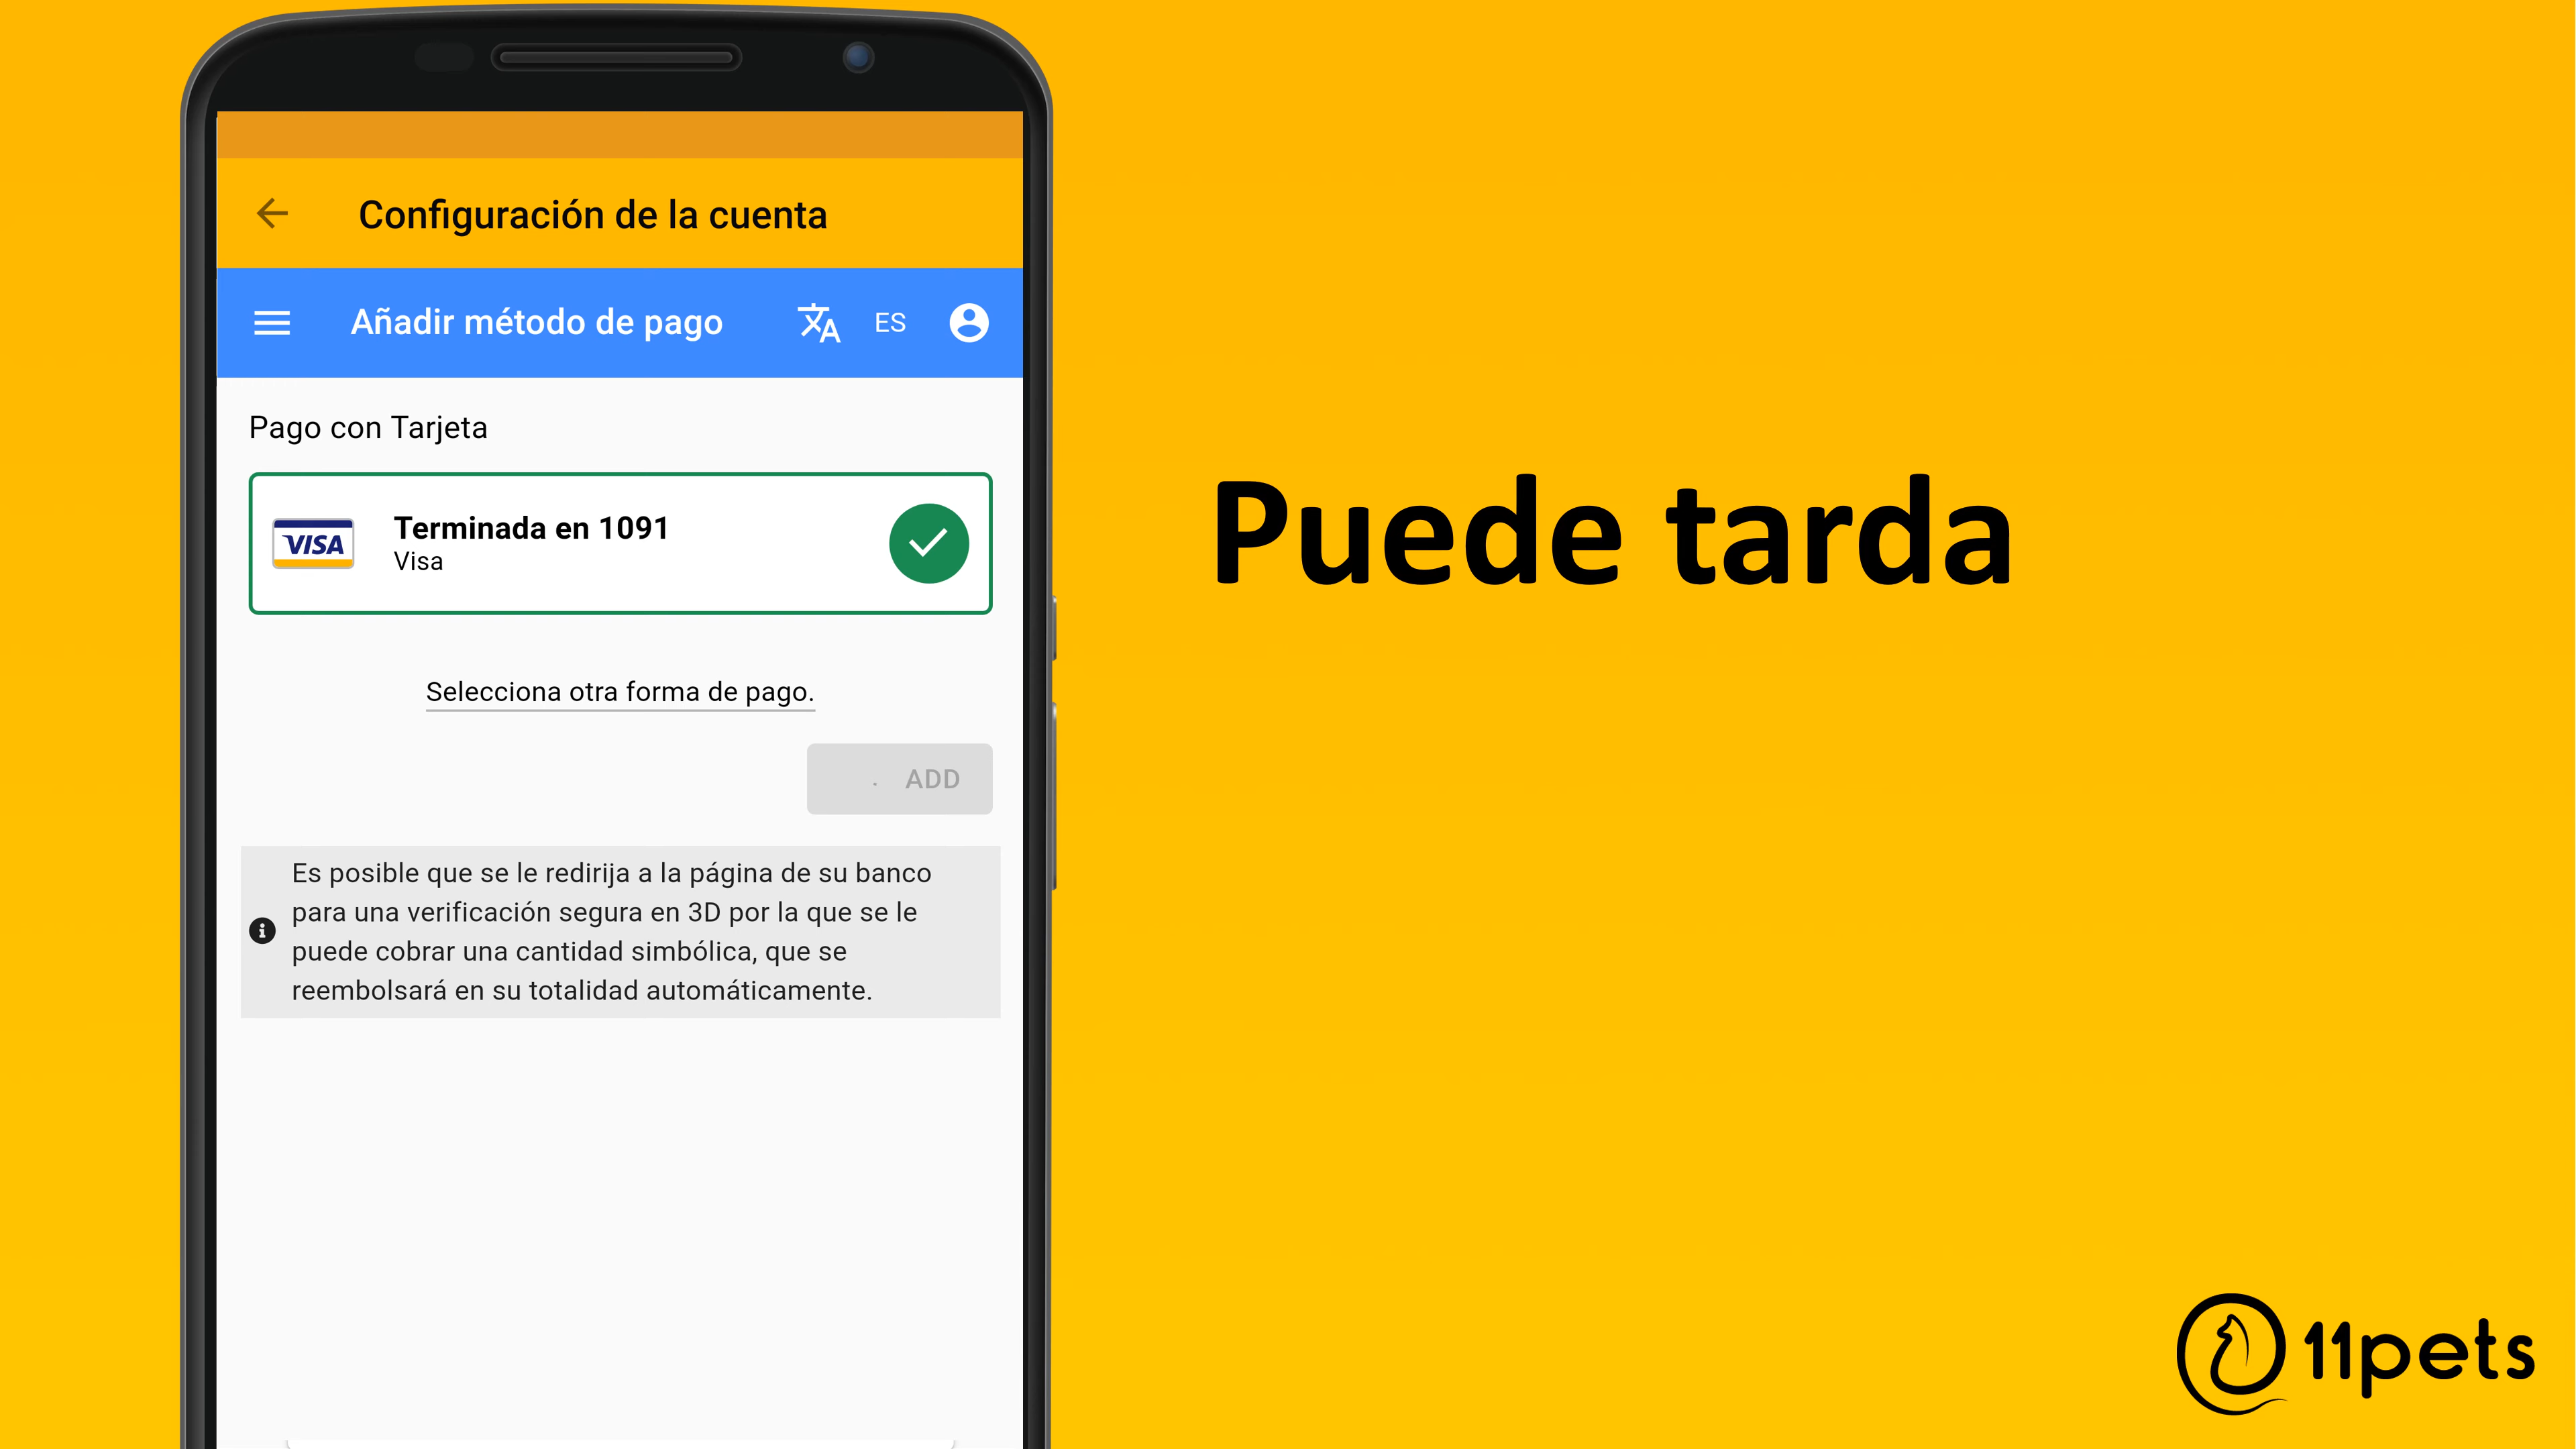 Configuración de la cuenta
Añadir método de pago
ES
Pago con Tarjeta
VISA
Terminada en 1091
Visa
Selecciona otra forma de pago.
ADD
Es posible que se le redirija a la página de su banco
para una verificación segura en 3D por la que se le
puede cobrar una cantidad simbólica, que se
reembolsará en su totalidad automáticamente.
Puede tarda
11pets